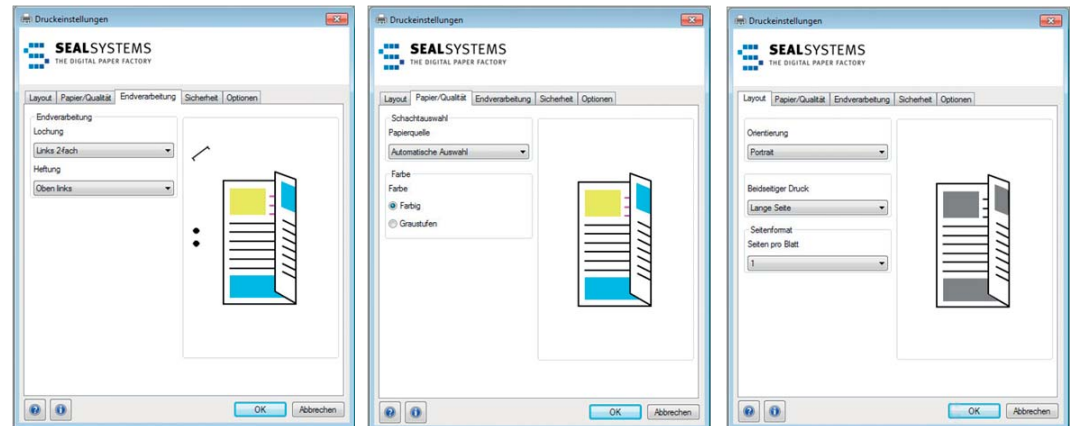 Druckeinstellungen
SEALSYSTEMS
THE DIGITAL PAPER FACTORY
Layout Papier/Qualität Endverarbeitung Sicherheit Optionen
Endverarbeitung
Lochung
Links 2-fach
Heftung
Oben links
OK Abbrechen
Druckeinstellungen
SEALSYSTEMS
THE DIGITAL PAPER FACTORY
Layout Papier/Qualität Endverarbeitung Sicherheit Optionen
Schachtauswahl
Papierquelle
Automatische Auswahl
Farbe
Farbe
Farbig
Graustufen
OK Abbrechen
Druckeinstellungen
SEALSYSTEMS
THE DIGITAL PAPER FACTORY
Layout Papier/Qualität Endverarbeitung Sicherheit Optionen
Orientierung
Portrait
Beidseitiger Druck:
Lange Seite
Seitenformat
Seiten pro Blatt
1
OK Abbrechen